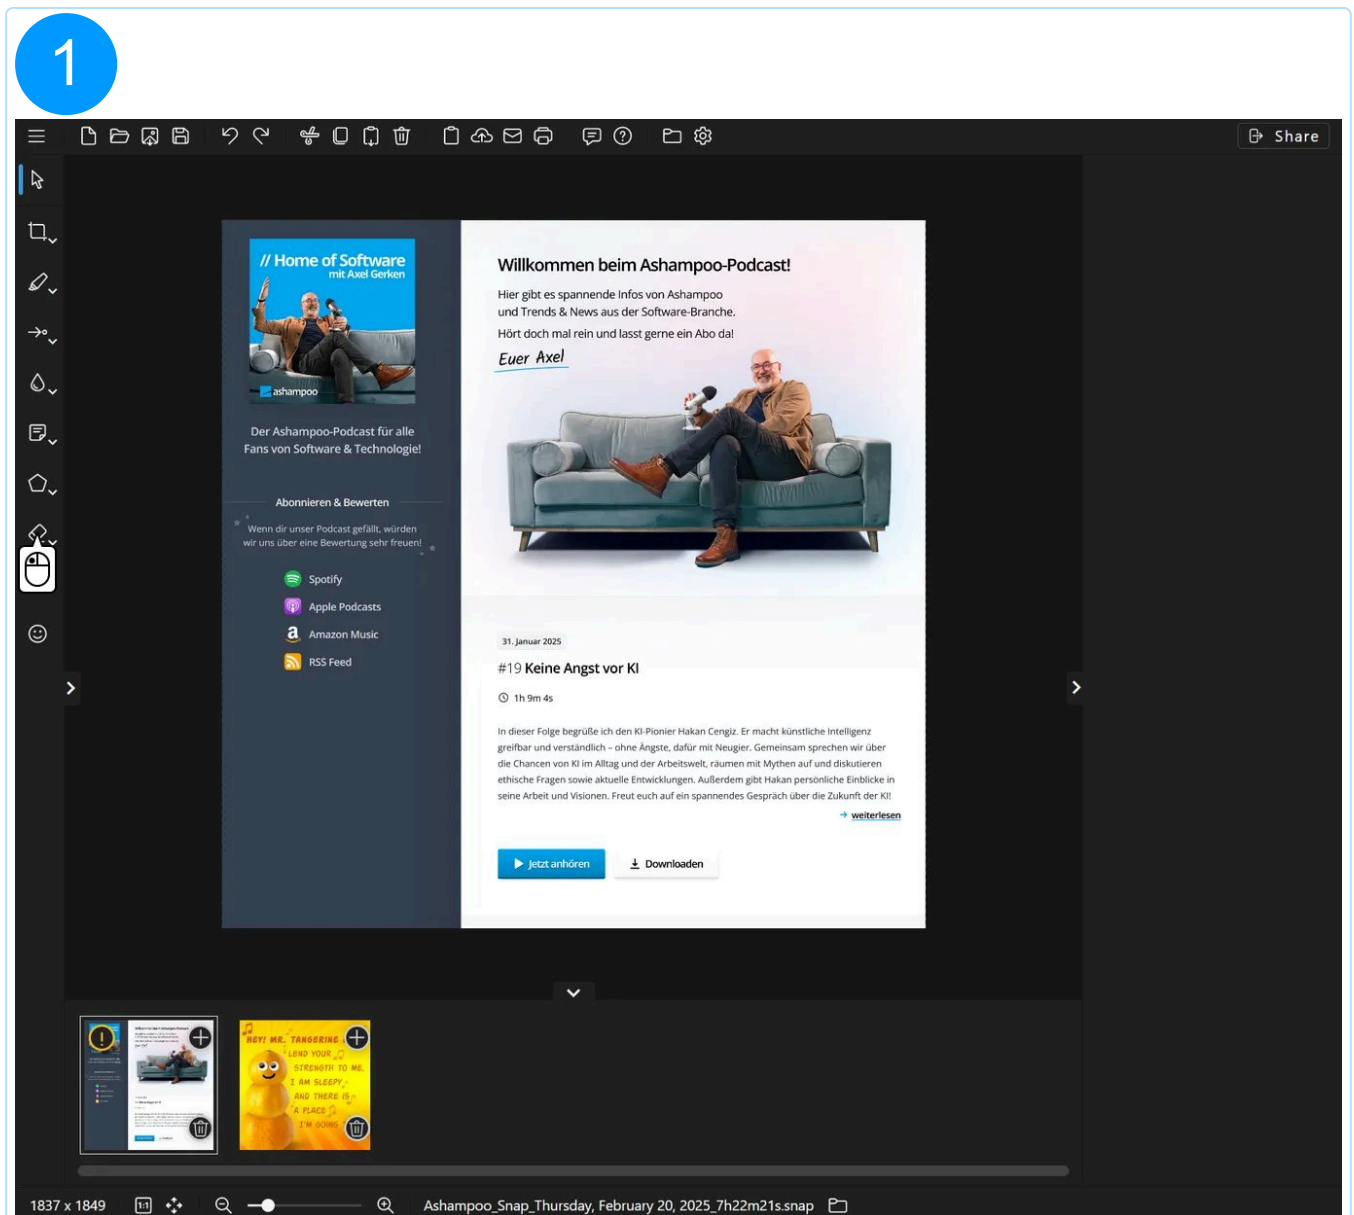 1
Share
// Home of Software
mit Axel Gerken
ashampoo
Der Ashampoo-Podcast für alle
Fans von Software & Technologie!
Abonnieren & Bewerten
Wenn dir unser Podcast gefällt, würden
wir uns über eine Bewertung sehr freuen!
Spotify
Apple Podcasts
Amazon Music
RSS Feed
Willkommen beim Ashampoo-Podcast!
Hier gibt es spannende Infos von Ashampoo
und Trends & News aus der Software-Branche.
Hört doch mal rein und lasst gerne ein Abo da!
Euer Axel
31. Januar 2025
#19 Keine Angst vor KI
1h 9m 4s
In dieser Folge begrüße ich den KI-Pionier Hakan Cengiz. Er macht künstliche Intelligenz
greifbar und verständlich – ohne Ängste, dafür mit Neugier. Gemeinsam sprechen wir über
die Chancen von KI im Alltag und der Arbeitswelt, räumen mit Mythen auf und diskutieren
ethische Fragen sowie aktuelle Entwicklungen. Außerdem gibt Hakan persönliche Einblicke in
seine Arbeit und Visionen. Freut euch auf ein spannendes Gespräch über die Zukunft der KI!
weiterlesen
Jetzt anhören
Downloaden
HEY! MR. TANGERINE
LEND YOUR
STRENGTH TO ME.
I AM SLEEPY,
AND THERE IS
A PLACE
I'M GOING
1837 x 1849
1:1
Ashampoo_Snap_Thursday, February 20, 2025_7h22m21s.snap